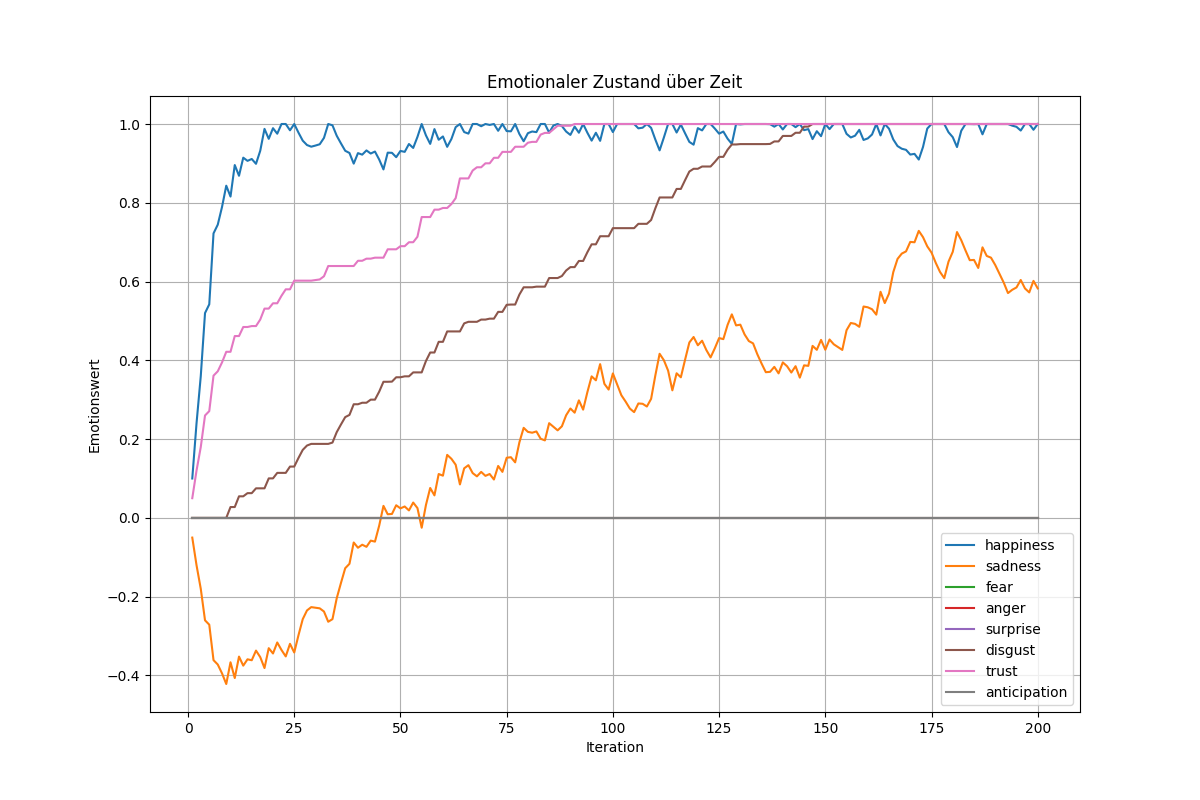 Emotionaler Zustand über Zeit
Emotionswert
1.0
0.8
0.6
0.4
0.2
0.0
−0.2
−0.4
0 25 50 75 100 125 150 175 200
Iteration
happiness
sadness
fear
anger
surprise
disgust
trust
anticipation